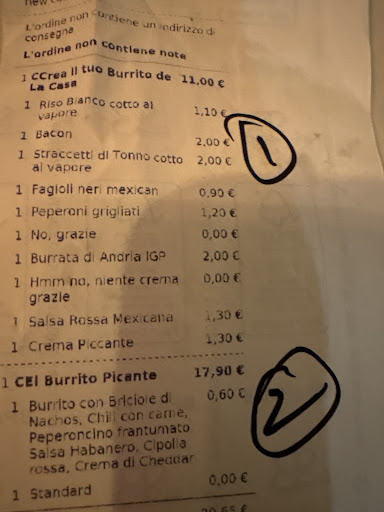 new
L'ordine non contiene un indirizzo di
consegna
L'ordine non contiene note
1 CCrea il tuo Burrito de 11,00 €
La Casa
1 Riso Bianco cotto al 1,10 €
vapore
1 Bacon 2,00 €
1 Straccetti di Tonno cotto 2,00 €
al vapore
1 Fagioli neri mexican 0,90 €
1 Peperoni grigliati 1,20 €
1 No, grazie 0,00 €
1 Burrata di Andria IGP 2,00 €
1 Hmm no, niente crema 0,00 €
grazie
1 Salsa Rossa Mexicana 1,30 €
1 Crema Piccante 1,30 €
1 CEl Burrito Picante 17,90 €
1 Burrito con Briciole di 0,60 €
Nachos, Chili con carne,
Peperoncino frantumato,
Salsa Habanero, Cipolla
rossa, Crema di Cheddar
1 Standard 0,00 €
1
2